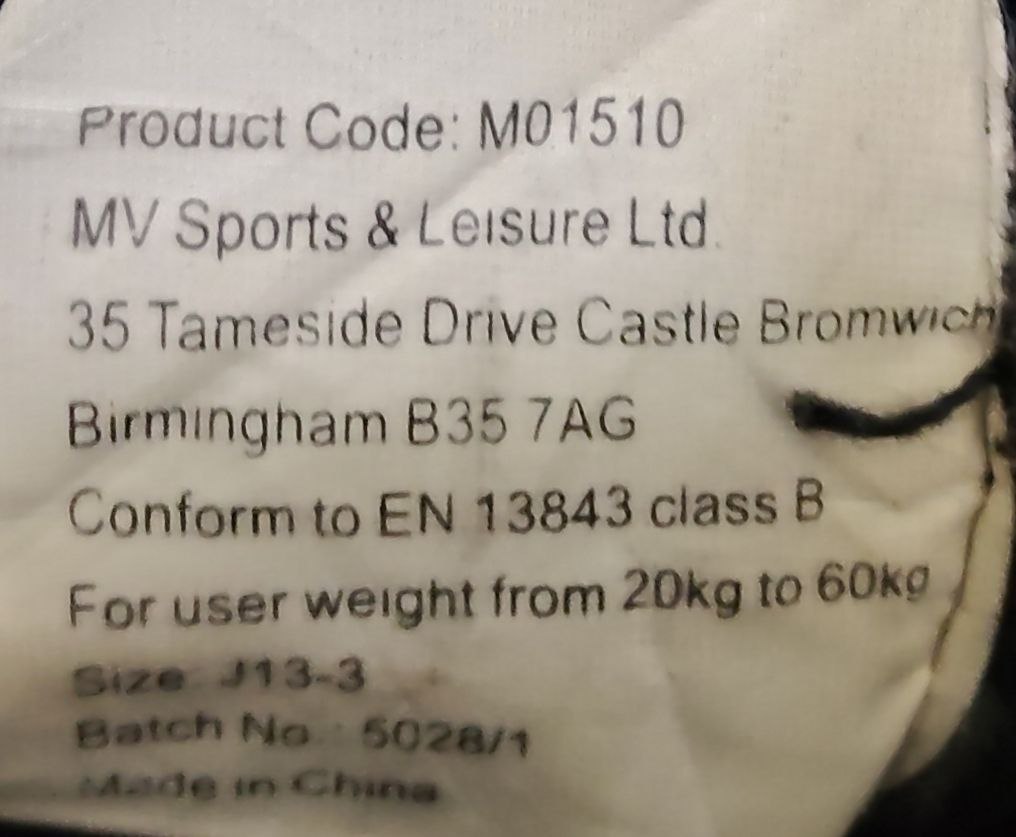 Product Code: M01510
MV Sports & Leisure Ltd.
35 Tameside Drive Castle Bromwich
Birmingham B35 7AG
Conform to EN 13843 class B
For user weight from 20kg to 60kg
Size: J13-3
Batch No.: 5028/1
Made in China